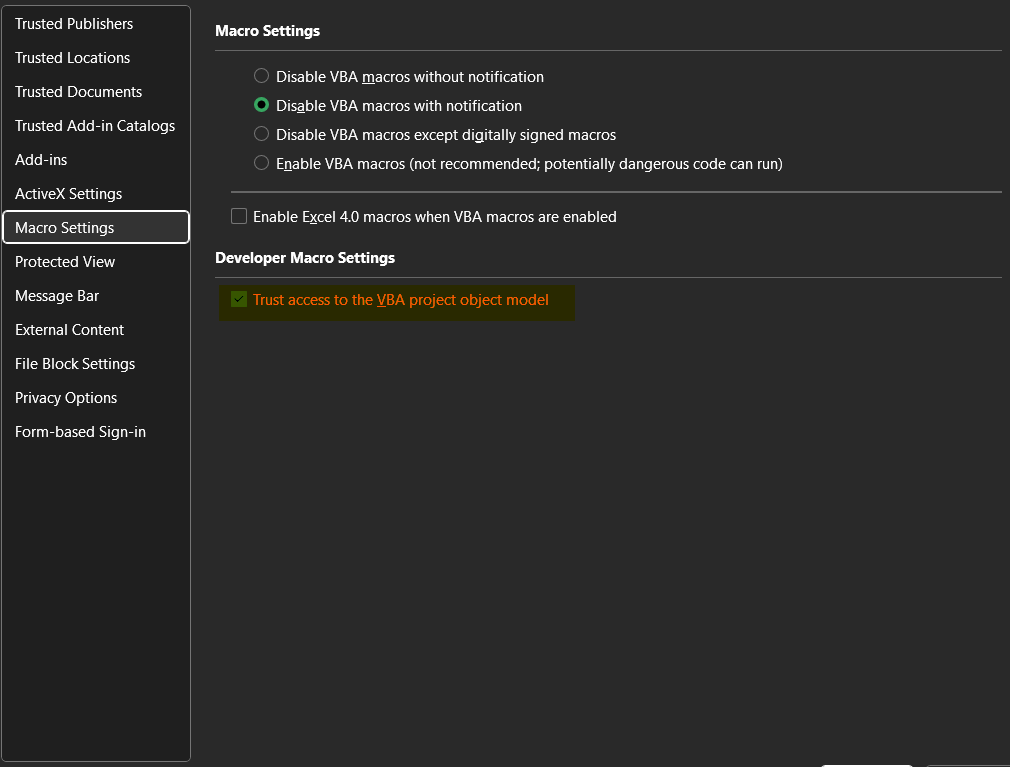 Trusted Publishers
Trusted Locations
Trusted Documents
Trusted Add-in Catalogs
Add-ins
ActiveX Settings
Macro Settings
Protected View
Message Bar
External Content
File Block Settings
Privacy Options
Form-based Sign-in
Macro Settings
Disable VBA macros without notification
Disable VBA macros with notification
Disable VBA macros except digitally signed macros
Enable VBA macros (not recommended; potentially dangerous code can run)
Enable Excel 4.0 macros when VBA macros are enabled
Developer Macro Settings
Trust access to the VBA project object model